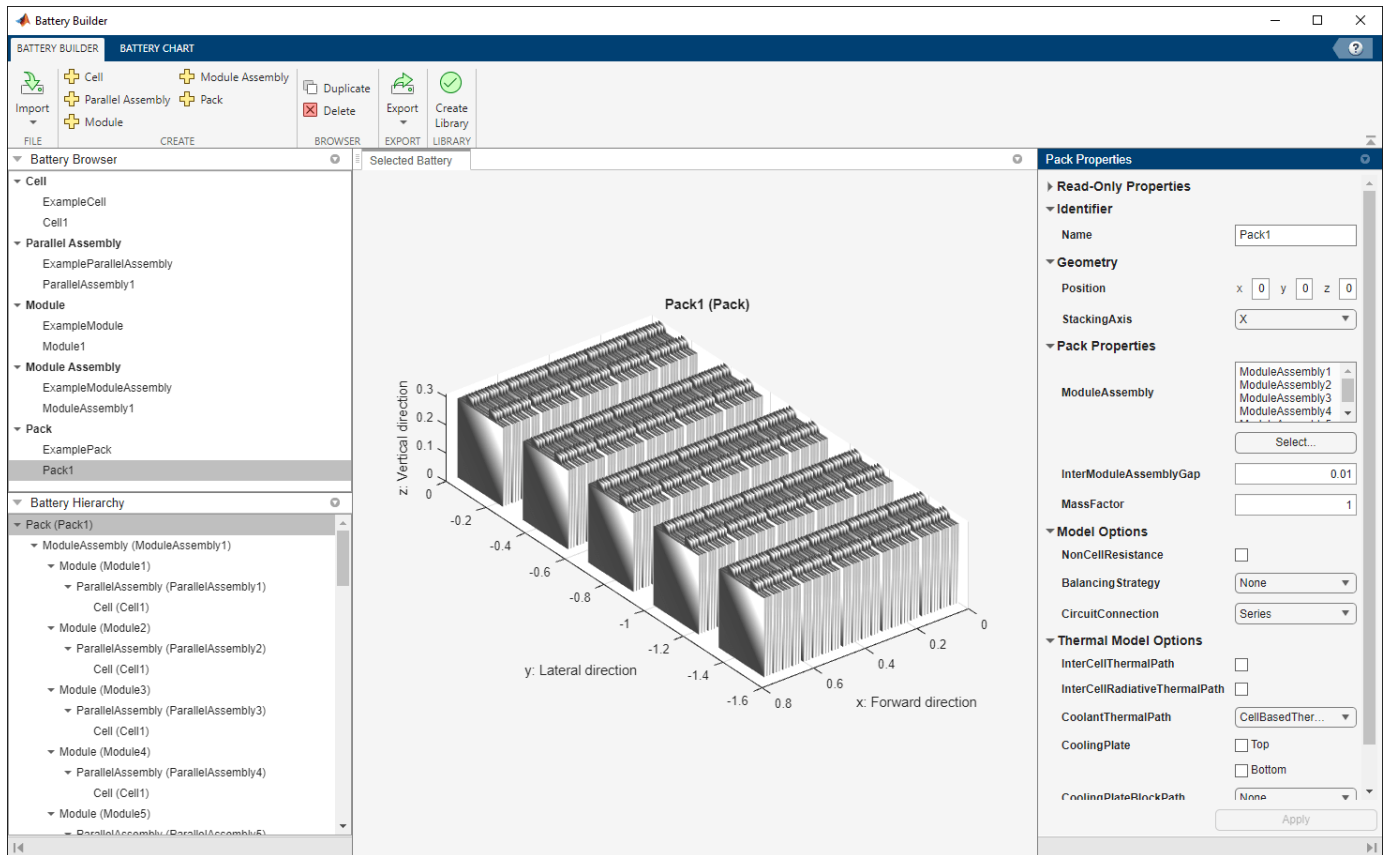 Battery Builder
BATTERY BUILDER BATTERY CHART
?
Import
Cell
Parallel Assembly
Module
Module Assembly
Pack
Duplicate
Delete
Export
Create
Library
FILE CREATE BROWSER EXPORT LIBRARY
Battery Browser
Cell
ExampleCell
Cell1
Parallel Assembly
ExampleParallelAssembly
ParallelAssembly1
Module
ExampleModule
Module1
Module Assembly
ExampleModuleAssembly
ModuleAssembly1
Pack
ExamplePack
Pack1
Battery Hierarchy
Pack (Pack1)
ModuleAssembly (ModuleAssembly1)
Module (Module1)
ParallelAssembly (ParallelAssembly1)
Cell (Cell1)
Module (Module2)
ParallelAssembly (ParallelAssembly2)
Cell (Cell1)
Module (Module3)
ParallelAssembly (ParallelAssembly3)
Cell (Cell1)
Module (Module4)
ParallelAssembly (ParallelAssembly4)
Cell (Cell1)
Module (Module5)
ParallelAssembly (ParallelAssembly5)
Selected Battery
Pack1 (Pack)
z: Vertical direction
0.3
0.2
0.1
0
0
-0.2
-0.4
-0.6
-0.8
-1
-1.2
-1.4
-1.6
y: Lateral direction
0.8
0.6
0.4
0.2
0
x: Forward direction
Pack Properties
Read-Only Properties
Identifier
Name Pack1
Geometry
Position x 0 y 0 z 0
StackingAxis X
Pack Properties
ModuleAssembly
ModuleAssembly1
ModuleAssembly2
ModuleAssembly3
ModuleAssembly4
Select...
InterModuleAssemblyGap 0.01
MassFactor 1
Model Options
NonCellResistance
BalancingStrategy None
CircuitConnection Series
Thermal Model Options
InterCellThermalPath
InterCellRadiativeThermalPath
CoolantThermalPath CellBasedTher...
CoolingPlate Top
Bottom
CoolingPlateBlockPath None
Apply